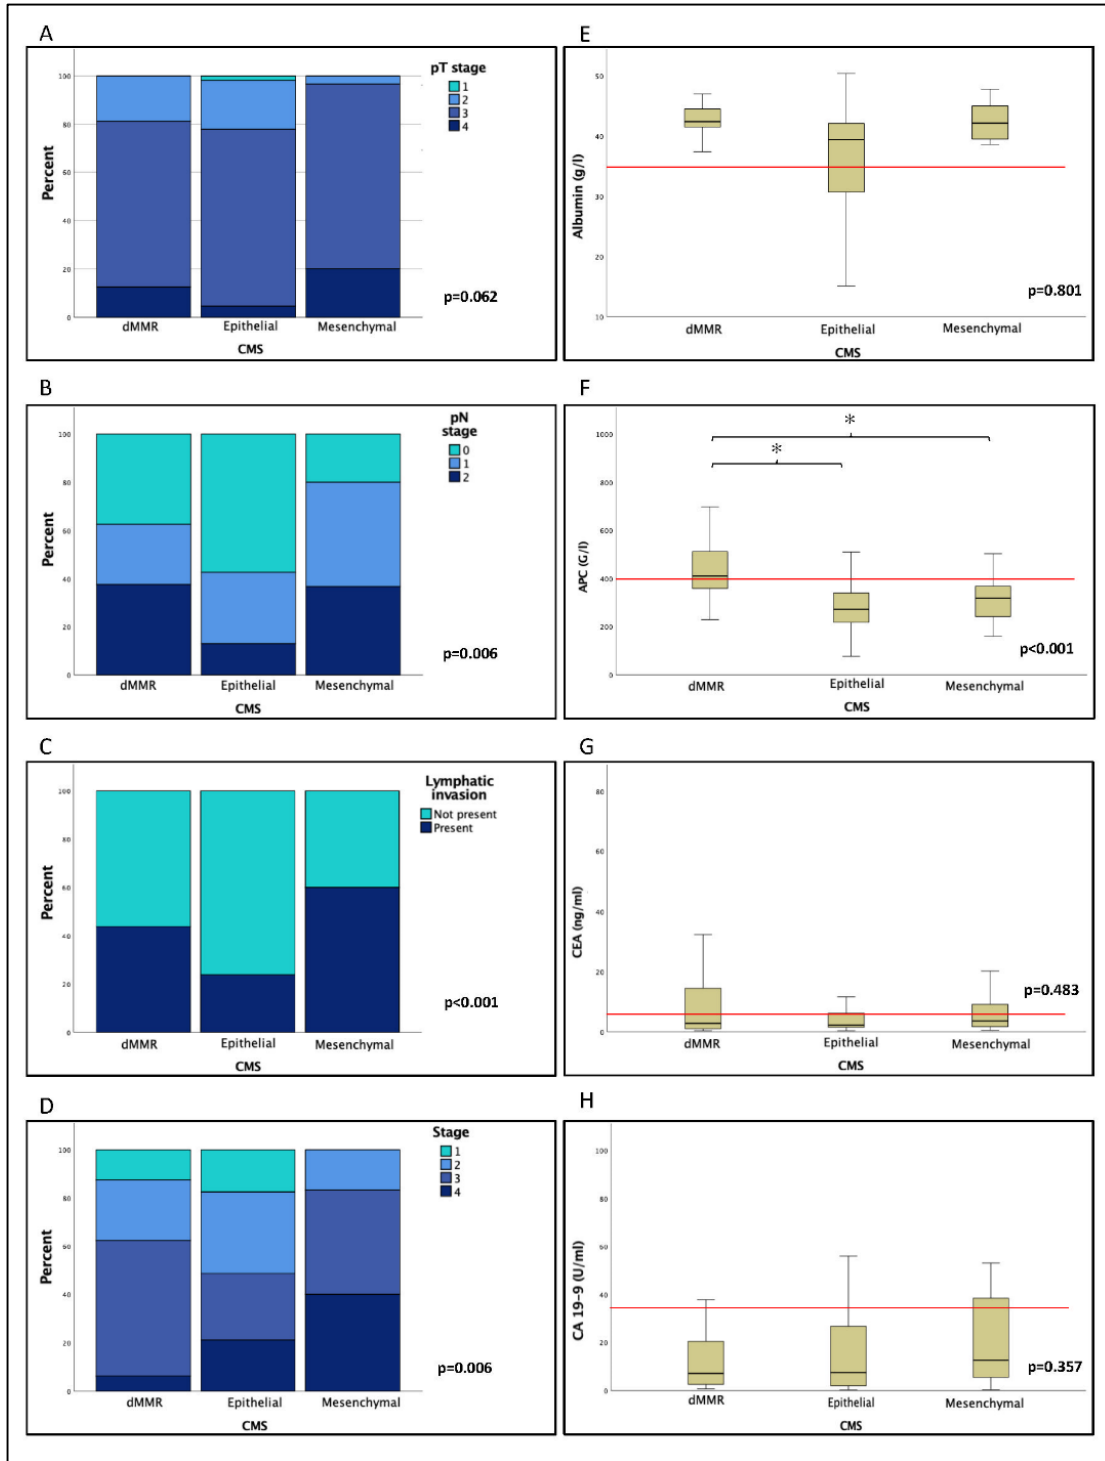 A
pT stage
1
2
3
4
100
80
60
40
20
0
Percent
dMMR Epithelial Mesenchymal
CMS
p=0.062
B
pN
stage
0
1
2
100
80
60
40
20
0
Percent
dMMR Epithelial Mesenchymal
CMS
p=0.006
C
Lymphatic
invasion
Not present
Present
100
80
60
40
20
0
Percent
dMMR Epithelial Mesenchymal
CMS
p<0.001
D
Stage
1
2
3
4
100
80
60
40
20
0
Percent
dMMR Epithelial Mesenchymal
CMS
p=0.006
E
50
40
30
20
10
Albumin (g/l)
dMMR Epithelial Mesenchymal
CMS
p=0.801
F
1000
800
600
400
200
0
APC (G/l)
*
*
dMMR Epithelial Mesenchymal
CMS
p<0.001
G
80
60
40
20
0
CEA (ng/ml)
dMMR Epithelial Mesenchymal
CMS
p=0.483
H
100
80
60
40
20
0
CA 19-9 (U/ml)
dMMR Epithelial Mesenchymal
CMS
p=0.357